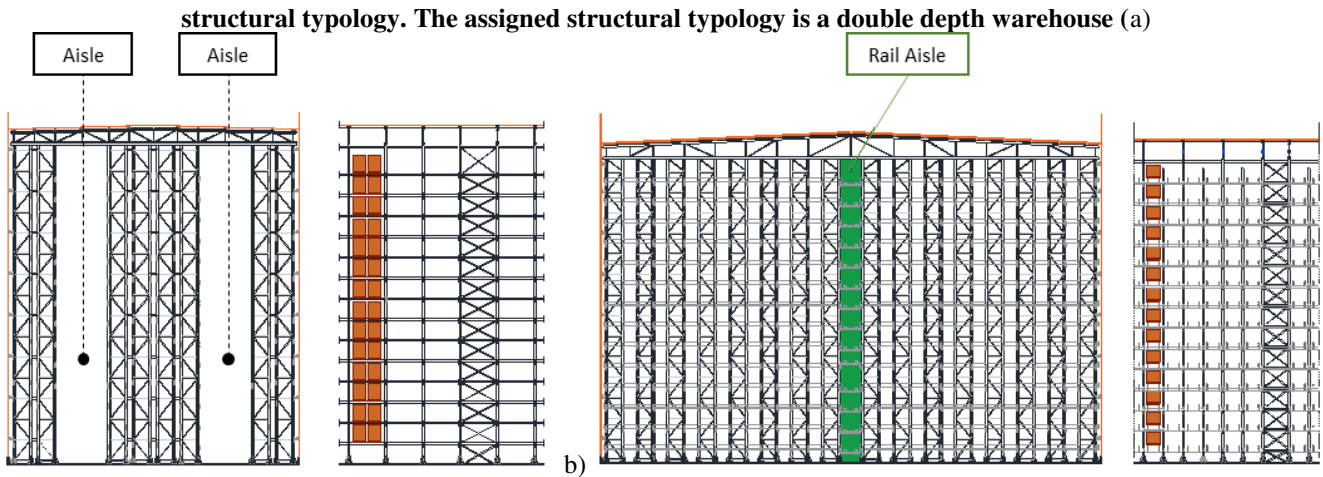 structural typology. The assigned structural typology is a double depth warehouse (a)
Aisle
Aisle
Rail Aisle
b)